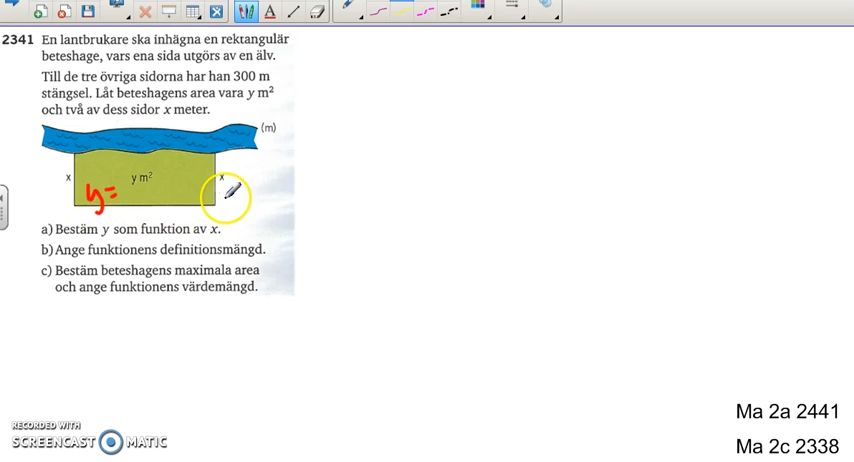 2341 En lantbrukare ska inhägna en rektangulär
beteshage, vars ena sida utgörs av en älv.
Till de tre övriga sidorna har han 300 m
stängsel. Låt beteshagens area vara y m²
och två av dess sidor x meter.
(m)
x y m² x
y=
a) Bestäm y som funktion av x.
b) Ange funktionens definitionsmängd.
c) Bestäm beteshagens maximala area
och ange funktionens värdemängd.
Ma 2a 2441
Ma 2c 2338
RECORDED WITH
SCREENCAST MATIC